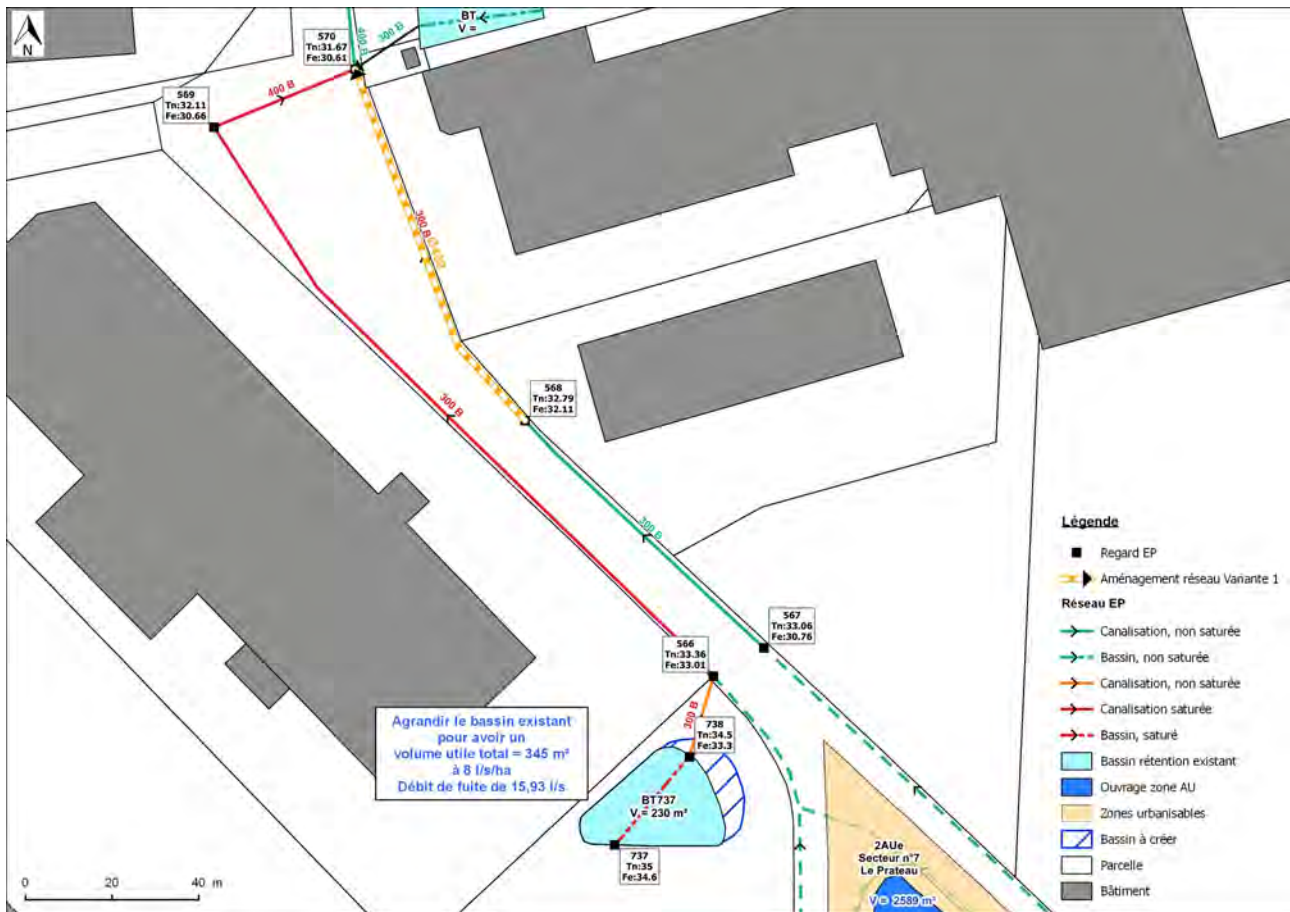 N
570
Tn:31.67
Fe:30.61
400 B
300 B
BT
V =
569
Tn:32.11
Fe:30.66
400 B
300 B
568
Tn:32.79
Fe:32.11
300 B
300 B
567
Tn:33.06
Fe:30.76
566
Tn:33.36
Fe:33.01
300 B
738
Tn:34.5
Fe:33.3
Agrandir le bassin existant
pour avoir un
volume utile total = 345 m³
à 8 l/s/ha
Débit de fuite de 15,93 l/s
BT737
V = 230 m³
737
Tn:35
Fe:34.6
2AUe
Secteur n°7
Le Prateau
V = 2589 m³
0 20 40 m
Légende
Regard EP
Aménagement réseau Variante 1
Réseau EP
Canalisation, non saturée
Bassin, non saturée
Canalisation, non saturée
Canalisation saturée
Bassin, saturé
Bassin rétention existant
Ouvrage zone AU
Zones urbanisables
Bassin à créer
Parcelle
Bâtiment